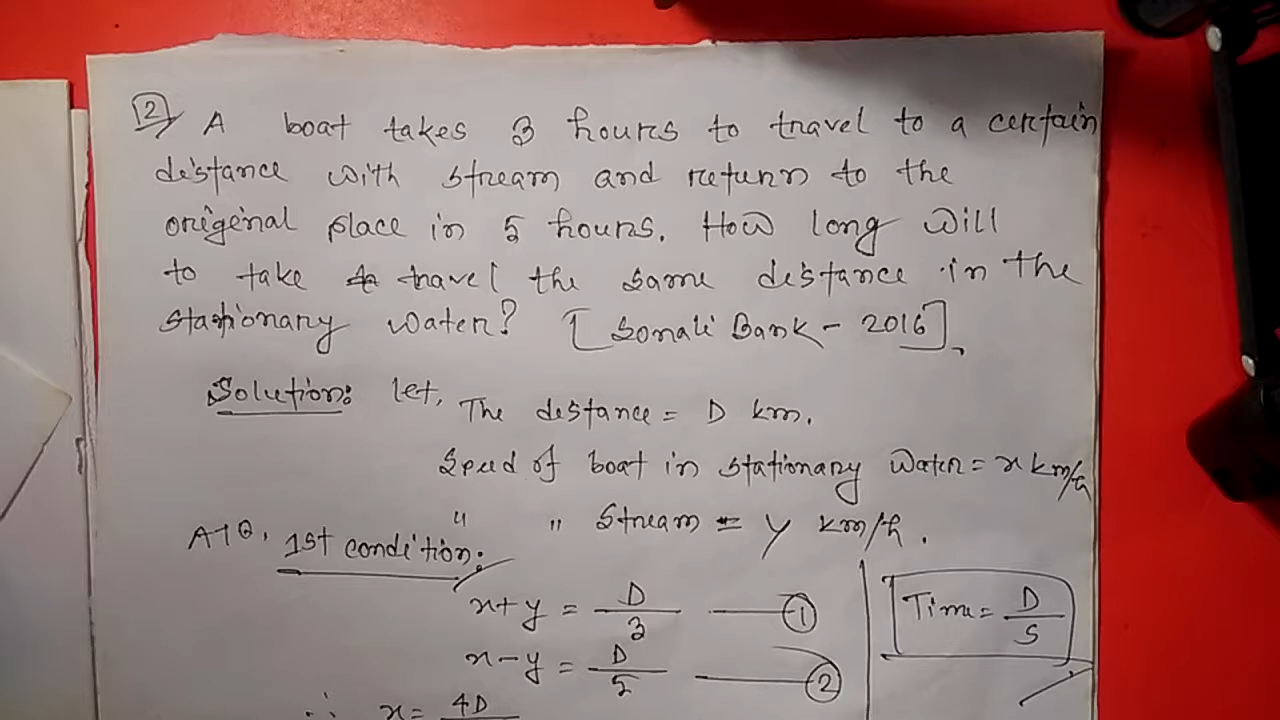 2) A boat takes 3 hours to travel to a certain
distance with stream and return to the
origenal place in 5 hours. How long will
to take travel the same distance in the
stationary water? [Sonali Bank - 2016].
Solution: let, The distance = D km.
Speed of boat in stationary water = x km/h
" " Stream = y km/h.
ATQ, 1st condition:
x+y = D/3 —— 1
x-y = D/5 —— 2
Time = D/S
∴ x = 4D